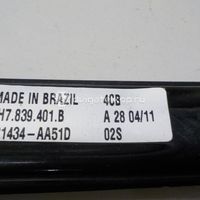 MADE IN BRAZIL 4CB
H7.839.401.B A 28 04/11
1434-AA51D 02S